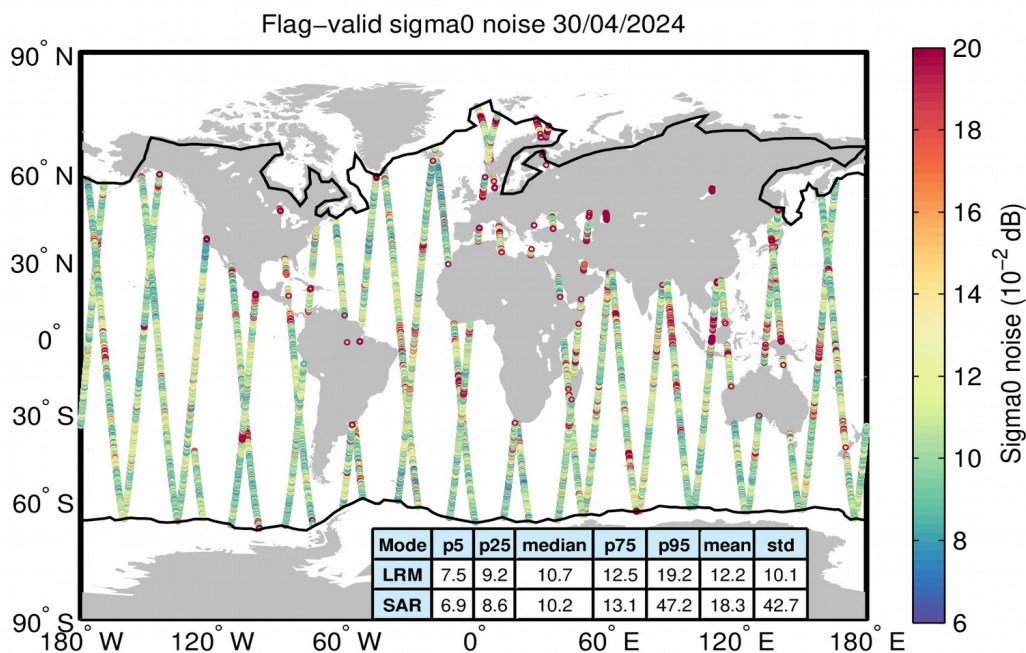 Flag−valid sigma0 noise 30/04/2024
90° N
60° N
30° N
0°
30° S
60° S
90° S
180° W
120° W
60° W
0°
60° E
120° E
180° E
Mode p5 p25 median p75 p95 mean std
LRM 7.5 9.2 10.7 12.5 19.2 12.2 10.1
SAR 6.9 8.6 10.2 13.1 47.2 18.3 42.7
20
18
16
14
12
10
8
6
Sigma0 noise (10⁻² dB)